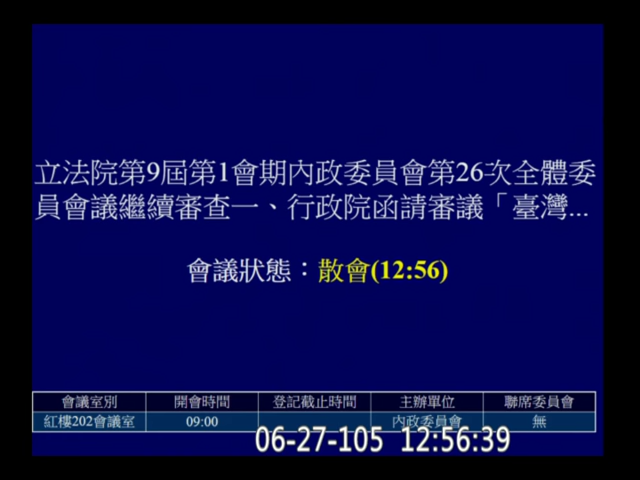 立法院第9屆第1會期內政委員會第26次全體委
員會議繼續審查一、行政院函請審議「臺灣...
會議狀態：散會(12:56)
會議室別 開會時間 登記截止時間 主辦單位 聯席委員會
紅樓202會議室 09:00 內政委員會 無
06-27-105 12:56:39